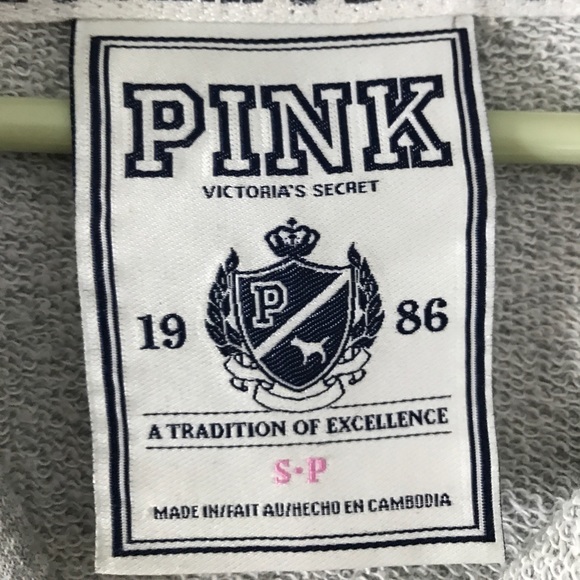 PINK
VICTORIA'S SECRET
P
19 86
A TRADITION OF EXCELLENCE
S•P
MADE IN/FAIT AU/HECHO EN CAMBODIA